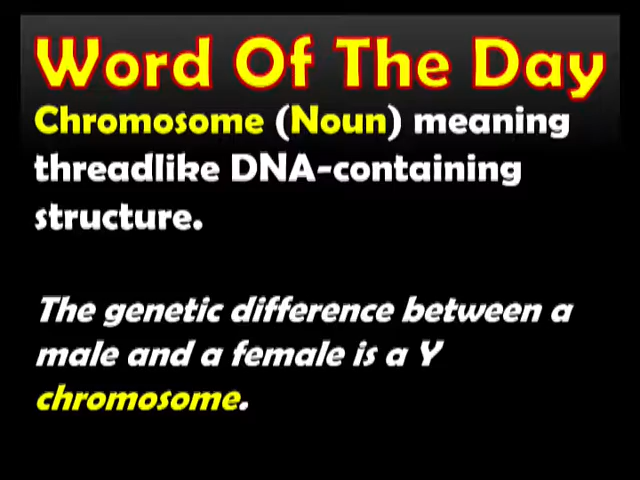 Word Of The Day
Chromosome (Noun) meaning
threadlike DNA-containing
structure.
The genetic difference between a
male and a female is a Y
chromosome.